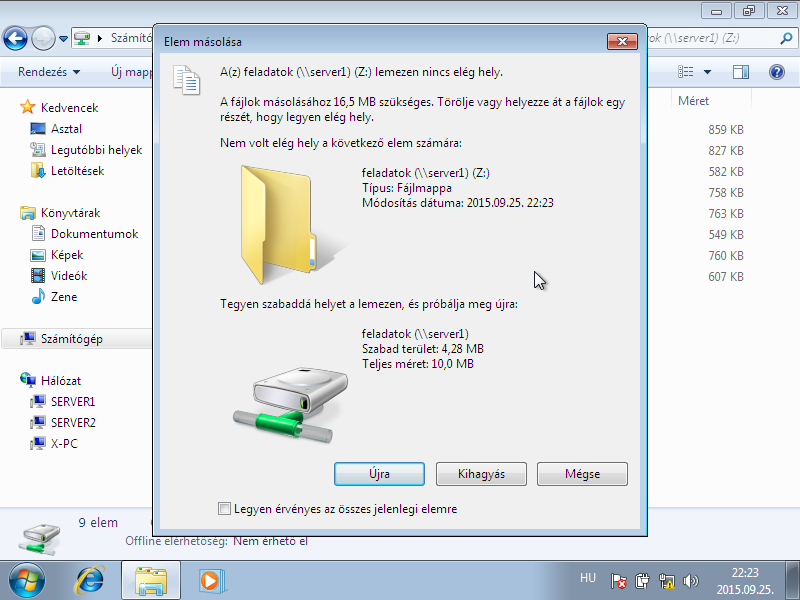 Számító
ok (\\server1) (Z:)
Rendezés
Új mapp
Elem másolása
A(z) feladatok (\\server1) (Z:) lemezen nincs elég hely.
A fájlok másolásához 16,5 MB szükséges. Törölje vagy helyezze át a fájlok egy
részét, hogy legyen elég hely.
Nem volt elég hely a következő elem számára:
feladatok (\\server1) (Z:)
Típus: Fájlmappa
Módosítás dátuma: 2015.09.25. 22:23
Tegyen szabaddá helyet a lemezen, és próbálja meg újra:
feladatok (\\server1)
Szabad terület: 4,28 MB
Teljes méret: 10,0 MB
Újra
Kihagyás
Mégse
Legyen érvényes az összes jelenlegi elemre
Kedvencek
Asztal
Legutóbbi helyek
Letöltések
Könyvtárak
Dokumentumok
Képek
Videók
Zene
Számítógép
Hálózat
SERVER1
SERVER2
X-PC
Méret
859 KB
827 KB
582 KB
758 KB
763 KB
549 KB
760 KB
607 KB
9 elem
Offline elérhetőség: Nem érhető el
HU
22:23
2015.09.25.